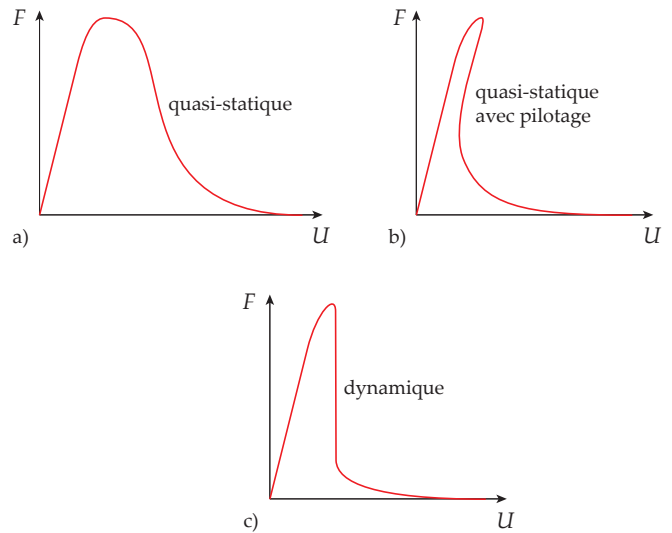 F
quasi-statique
U
a)
F
quasi-statique
avec pilotage
U
b)
F
dynamique
U
c)